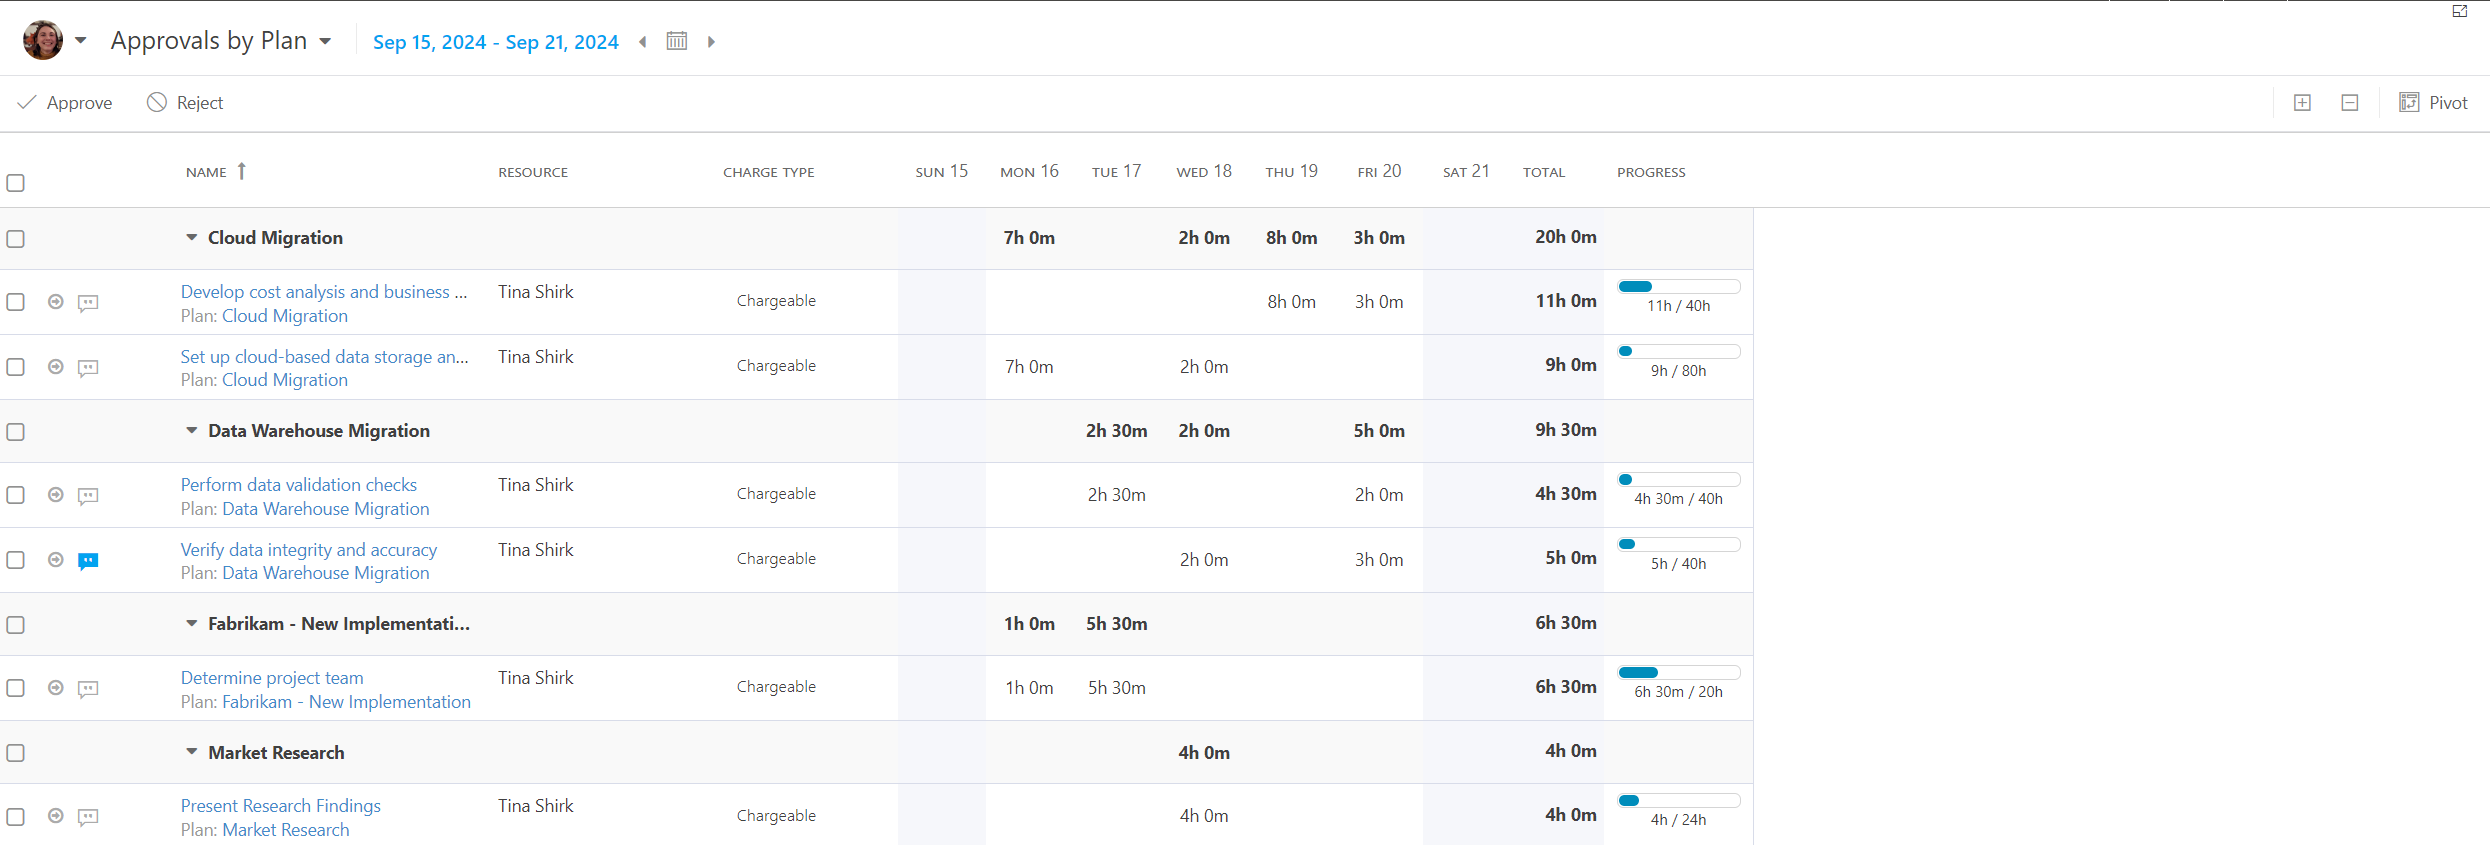 Approvals by Plan Sep 15, 2024 - Sep 21, 2024
Approve Reject Pivot
NAME RESOURCE CHARGE TYPE SUN 15 MON 16 TUE 17 WED 18 THU 19 FRI 20 SAT 21 TOTAL PROGRESS
Cloud Migration 7h 0m 2h 0m 8h 0m 3h 0m 20h 0m
Develop cost analysis and business ... Tina Shirk Chargeable 8h 0m 3h 0m 11h 0m
Plan: Cloud Migration 11h / 40h
Set up cloud-based data storage an... Tina Shirk Chargeable 7h 0m 2h 0m 9h 0m
Plan: Cloud Migration 9h / 80h
Data Warehouse Migration 2h 30m 2h 0m 5h 0m 9h 30m
Perform data validation checks Tina Shirk Chargeable 2h 30m 2h 0m 4h 30m
Plan: Data Warehouse Migration 4h 30m / 40h
Verify data integrity and accuracy Tina Shirk Chargeable 2h 0m 3h 0m 5h 0m
Plan: Data Warehouse Migration 5h / 40h
Fabrikam - New Implementati... 1h 0m 5h 30m 6h 30m
Determine project team Tina Shirk Chargeable 1h 0m 5h 30m 6h 30m
Plan: Fabrikam - New Implementation 6h 30m / 20h
Market Research 4h 0m 4h 0m
Present Research Findings Tina Shirk Chargeable 4h 0m 4h 0m
Plan: Market Research 4h / 24h